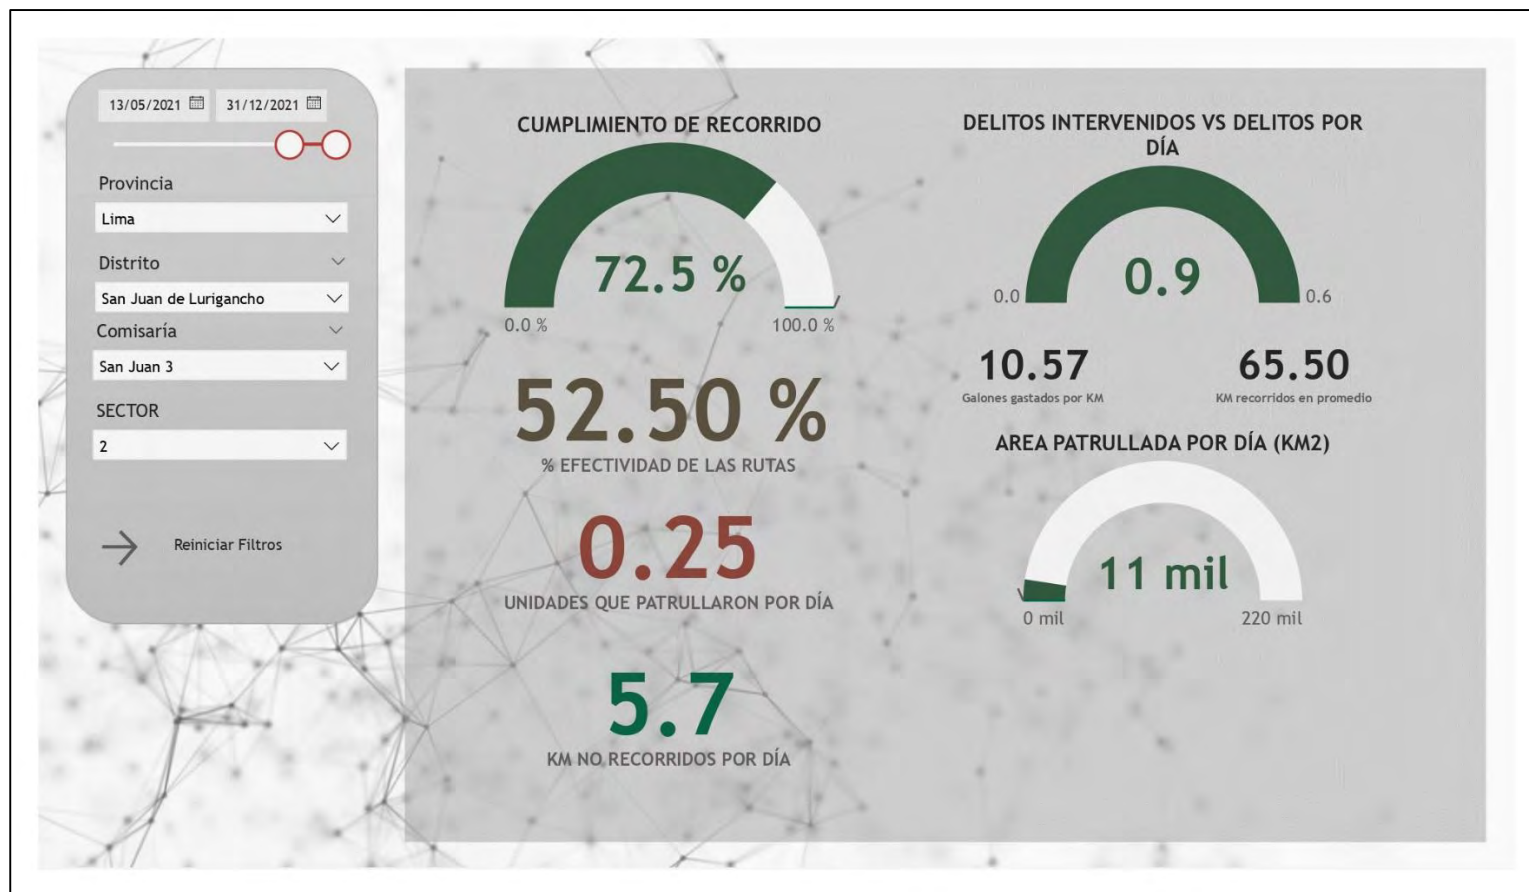 13/05/2021
31/12/2021
Provincia
Lima
Distrito
San Juan de Lurigancho
Comisaría
San Juan 3
SECTOR
2
Reiniciar Filtros
CUMPLIMIENTO DE RECORRIDO
72.5 %
0.0 %
100.0 %
52.50 %
% EFECTIVIDAD DE LAS RUTAS
0.25
UNIDADES QUE PATRULLARON POR DÍA
5.7
KM NO RECORRIDOS POR DÍA
DELITOS INTERVENIDOS VS DELITOS POR
DÍA
0.9
0.0
0.6
10.57
Galones gastados por KM
65.50
KM recorridos en promedio
AREA PATRULLADA POR DÍA (KM2)
11 mil
0 mil
220 mil